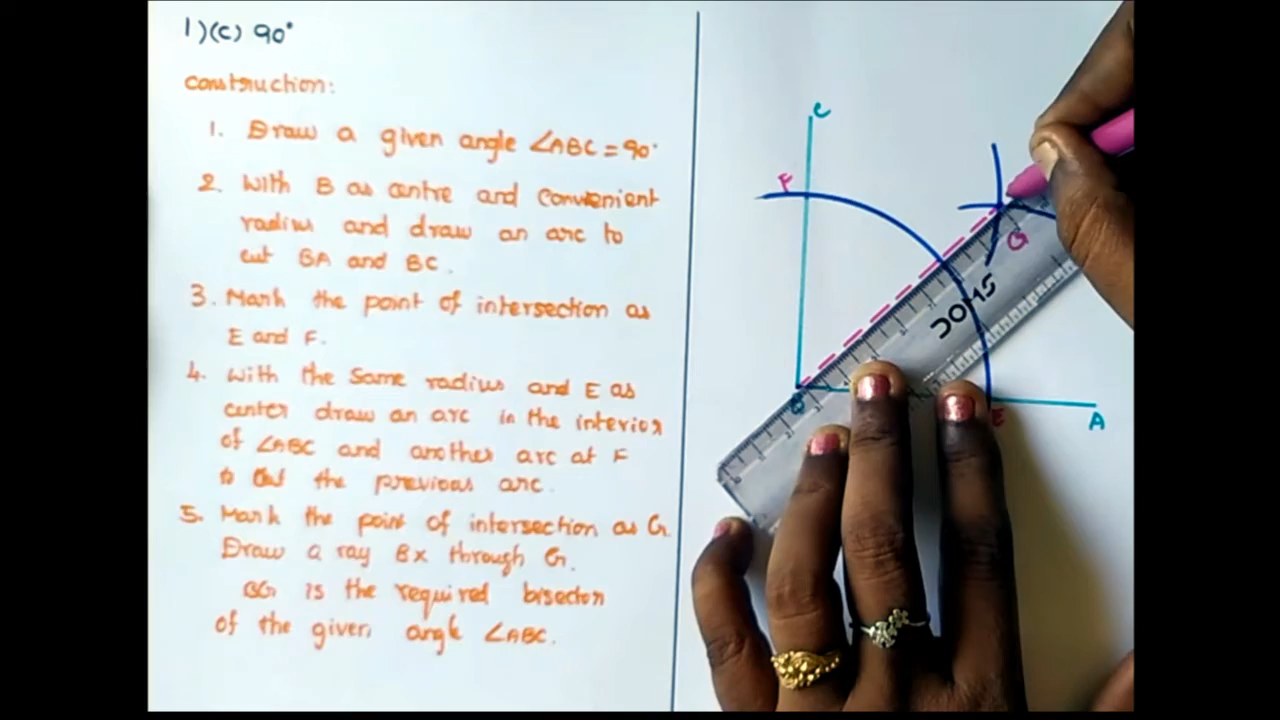 1)(c) 90°
construction:
1. Draw a given angle ∠ABC = 90°
2. With B as centre and convenient
radius and draw an arc to
cut BA and BC.
3. Mark the point of intersection as
E and F.
4. With the same radius and E as
center draw an arc in the interior
of ∠ABC and another arc at F
to cut the previous arc.
5. Mark the point of intersection as G.
Draw a ray BX through G.
BG is the required bisector
of the given angle ∠ABC.
C
F
G
DOMS
B
E
A